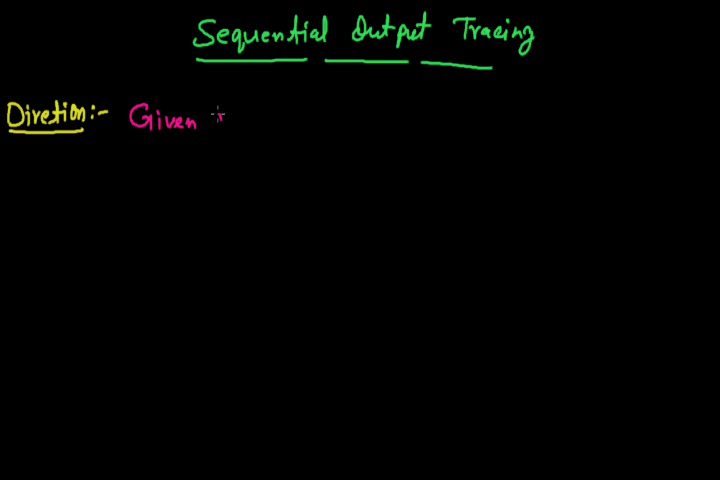 Sequential Output Tracing
Diretion:- Given